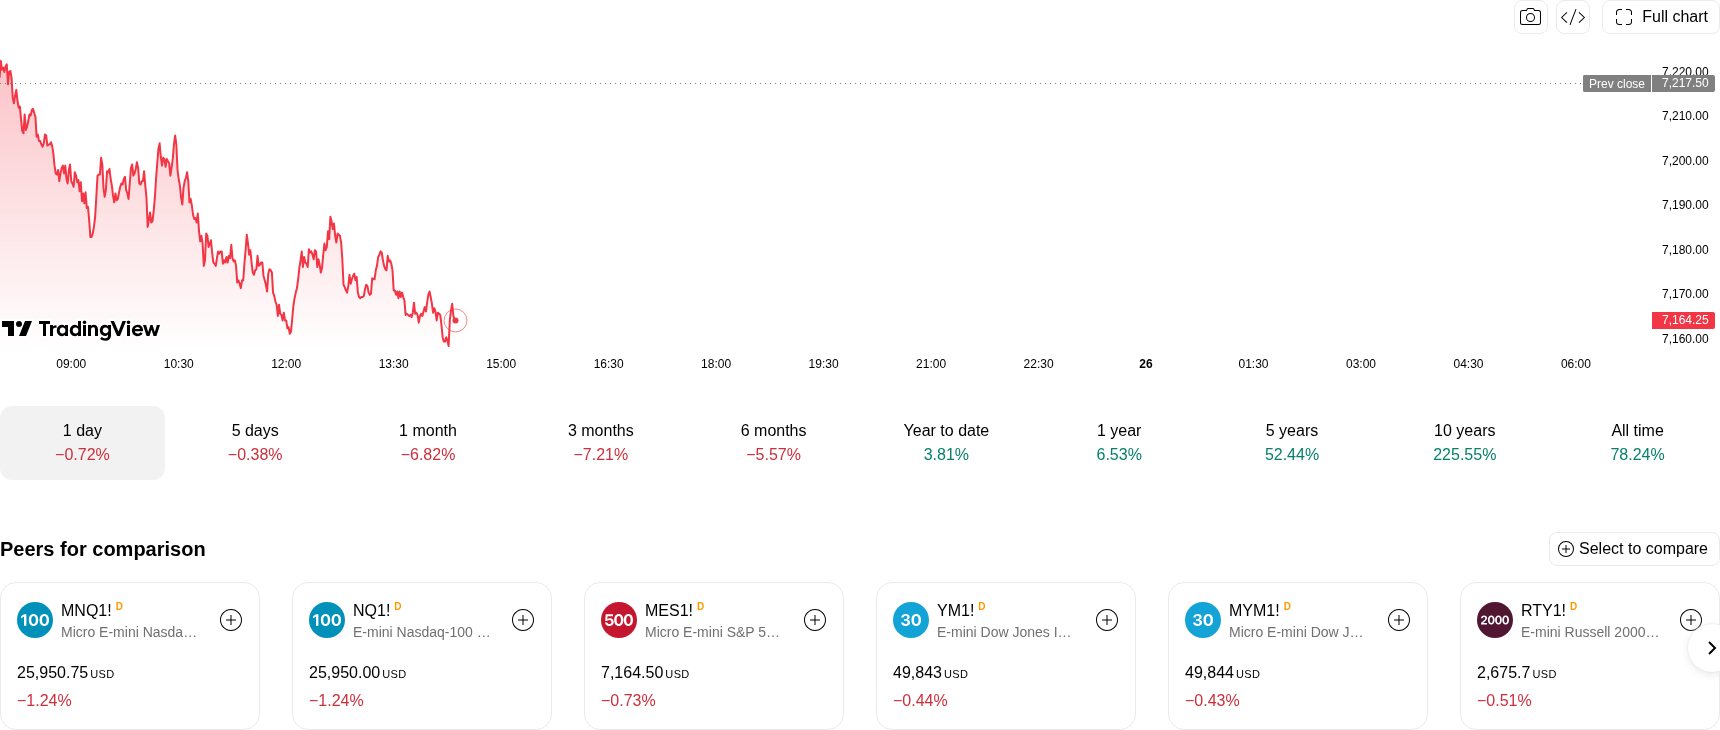 Full chart
7,220.00
Prev close 7,217.50
7,210.00
7,200.00
7,190.00
7,180.00
7,170.00
7,164.25
7,160.00
TradingView
09:00 10:30 12:00 13:30 15:00 16:30 18:00 19:30 21:00 22:30 26 01:30 03:00 04:30 06:00
1 day 5 days 1 month 3 months 6 months Year to date 1 year 5 years 10 years All time
−0.72% −0.38% −6.82% −7.21% −5.57% 3.81% 6.53% 52.44% 225.55% 78.24%
Peers for comparison
Select to compare
100 MNQ1! D
Micro E-mini Nasda…
25,950.75 USD
−1.24%
100 NQ1! D
E-mini Nasdaq-100 …
25,950.00 USD
−1.24%
500 MES1! D
Micro E-mini S&P 5…
7,164.50 USD
−0.73%
30 YM1! D
E-mini Dow Jones I…
49,843 USD
−0.44%
30 MYM1! D
Micro E-mini Dow J…
49,844 USD
−0.43%
2000 RTY1! D
E-mini Russell 2000…
2,675.7 USD
−0.51%